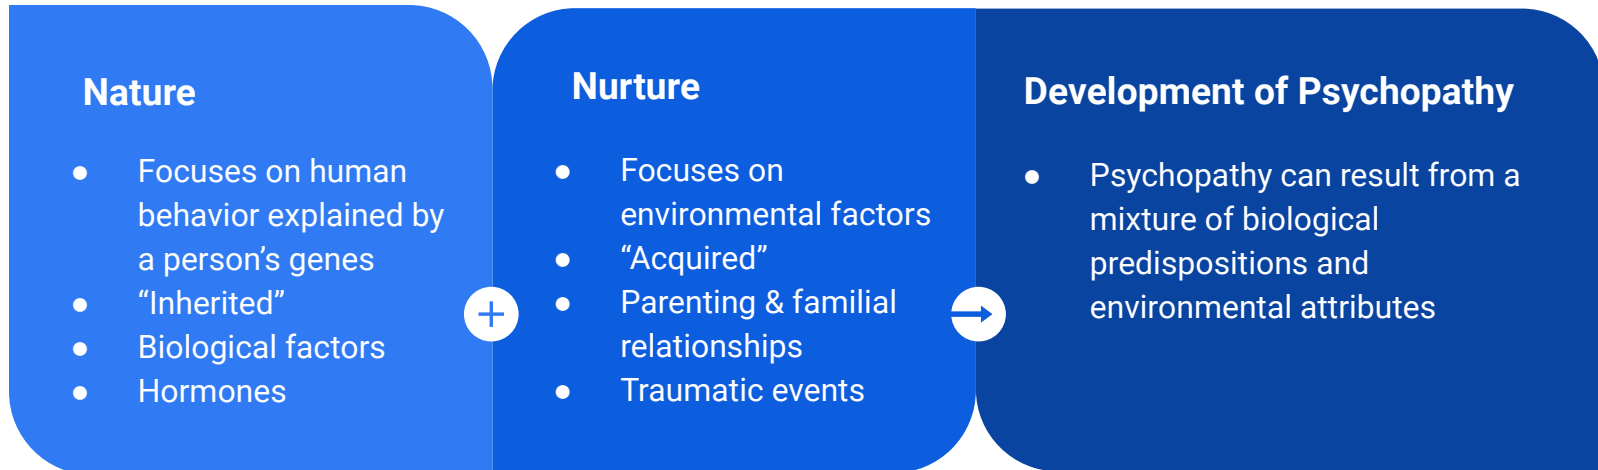 Nature
● Focuses on human
behavior explained by
a person’s genes
● “Inherited”
● Biological factors
● Hormones
+
Nurture
● Focuses on
environmental factors
● “Acquired”
● Parenting & familial
relationships
● Traumatic events
Development of Psychopathy
● Psychopathy can result from a
mixture of biological
predispositions and
environmental attributes